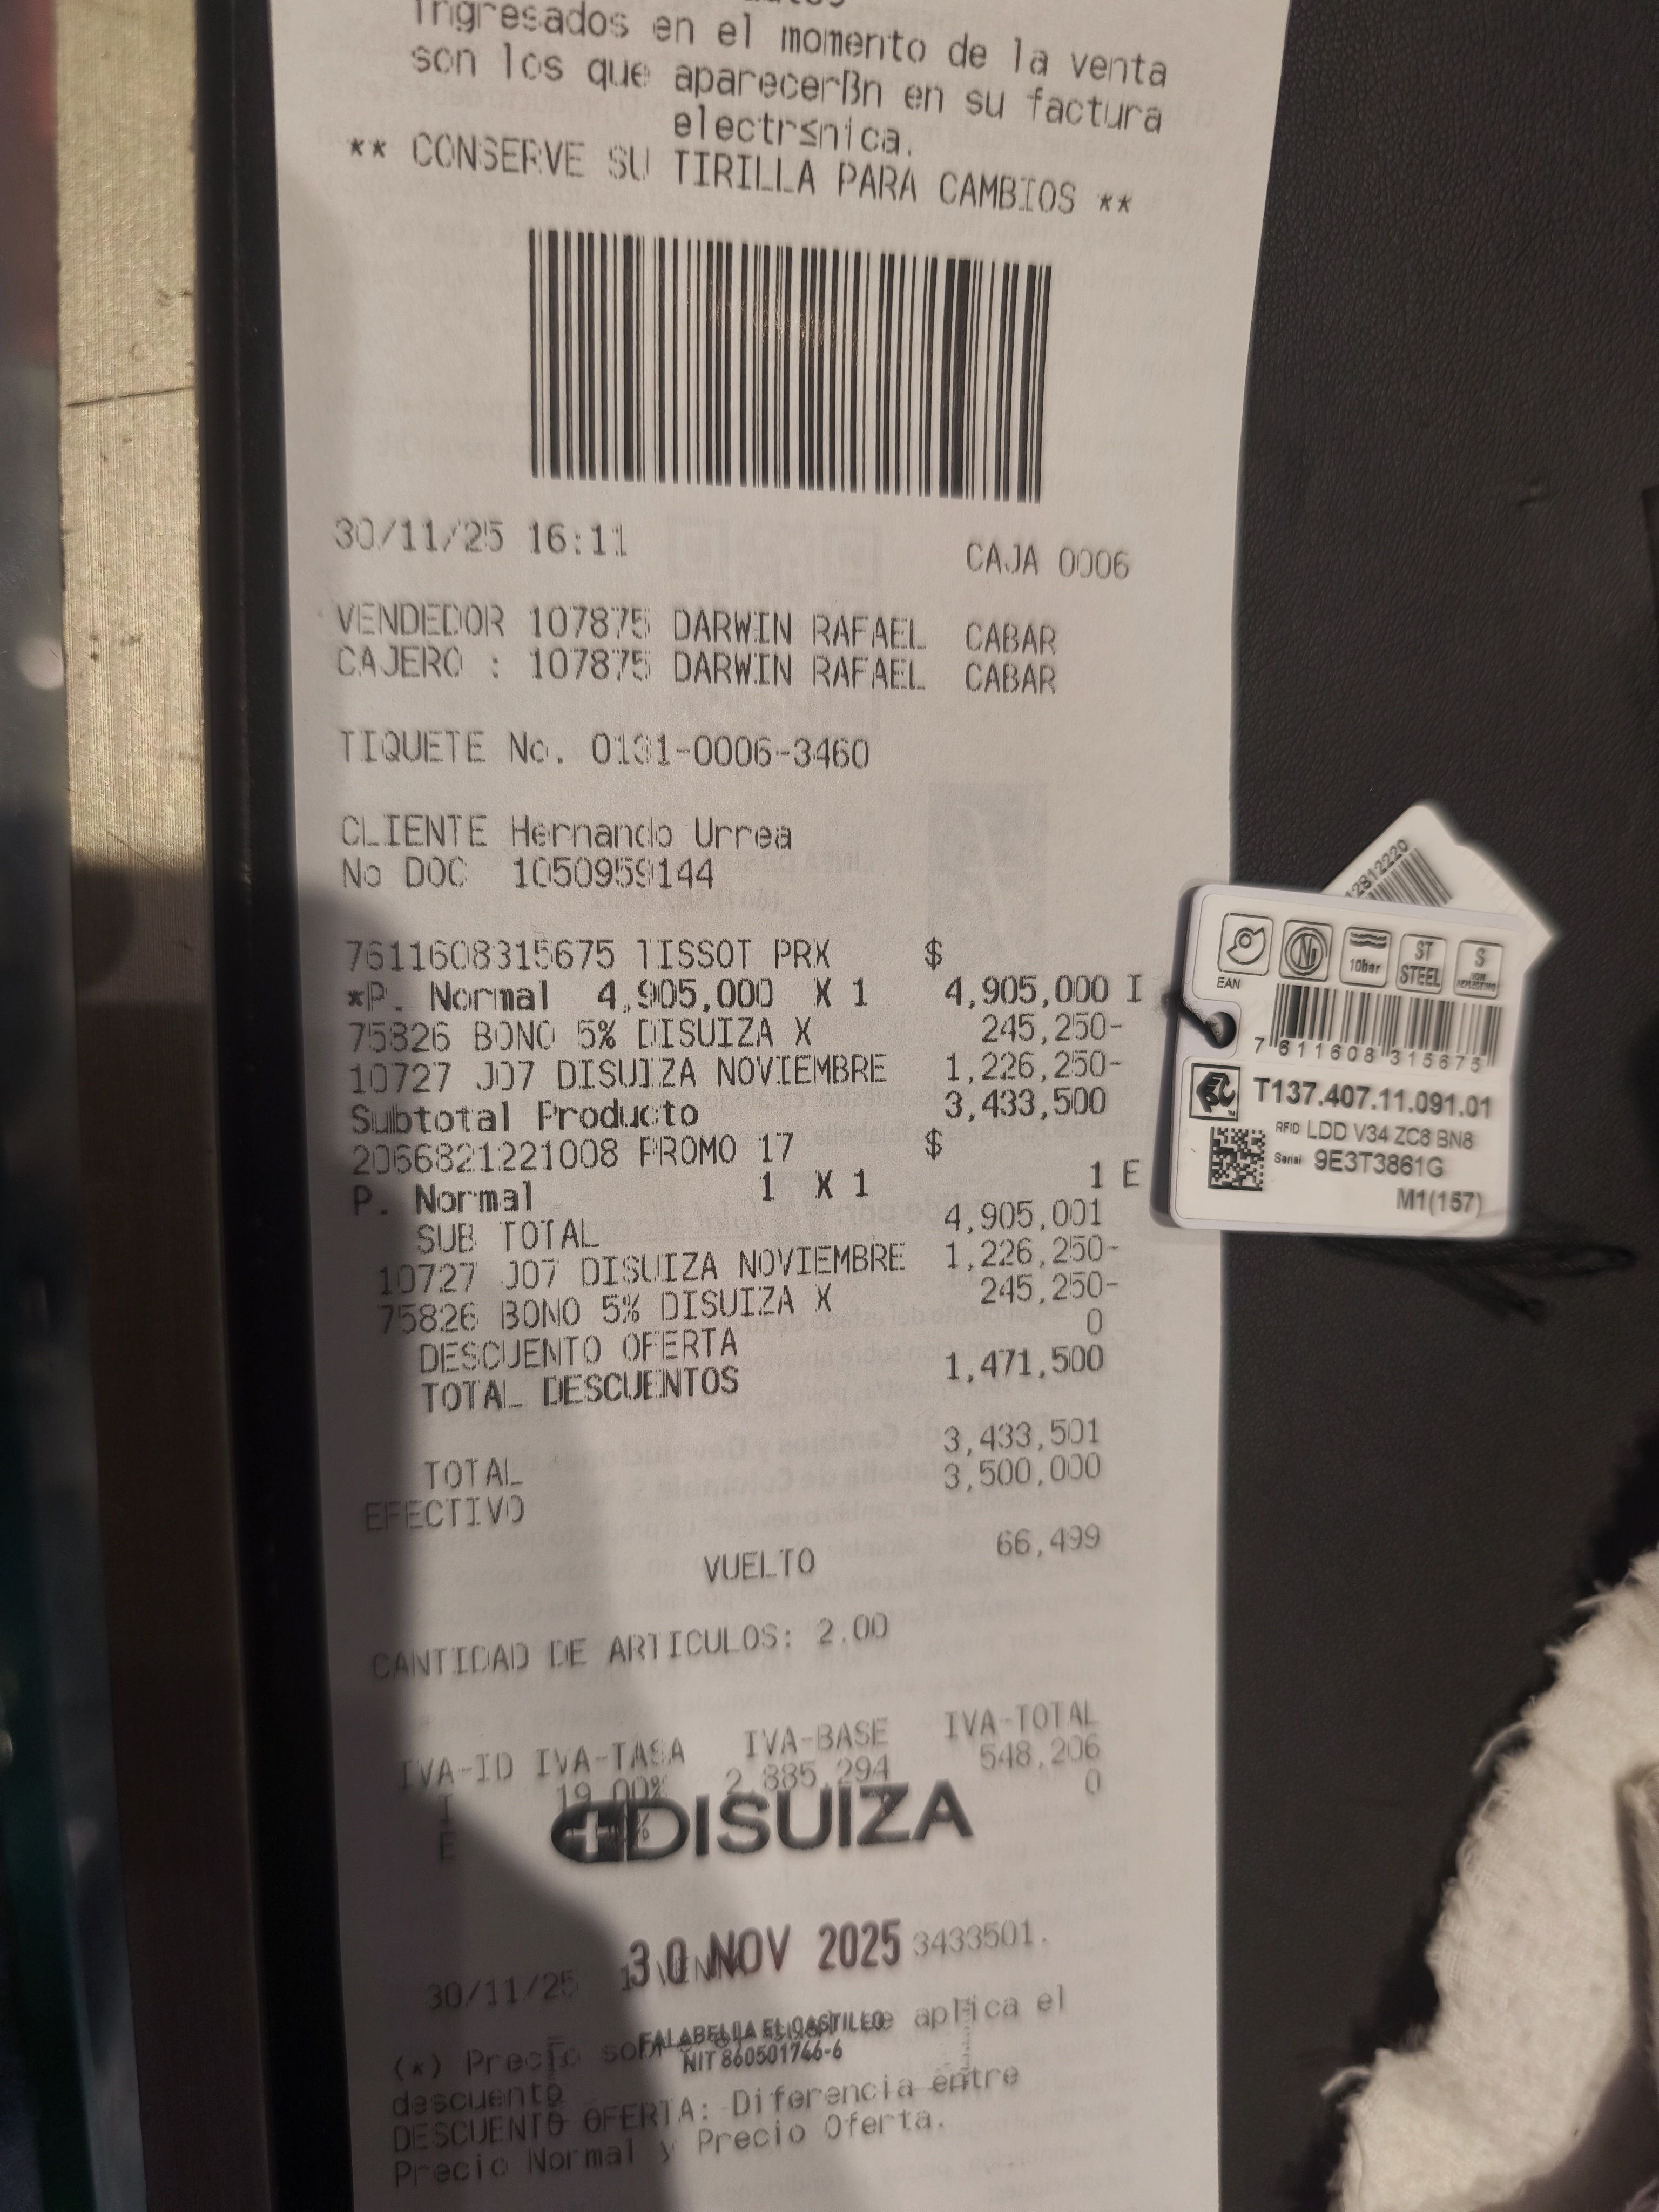 Ingresados en el momento de la venta
son los que aparecerßn en su factura
electr≤nica.
** CONSERVE SU TIRILLA PARA CAMBIOS **
30/11/25 16:11 CAJA 0006
VENDEDOR 107875 DARWIN RAFAEL CABAR
CAJERO : 107875 DARWIN RAFAEL CABAR
TIQUETE No. 0131-0006-3460
CLIENTE Hernando Urrea
No DOC 1050959144
7611608315675 TISSOT PRX $
*P. Normal 4,905,000 X 1 4,905,000 I
75826 BONO 5% DISUIZA X 245,250-
10727 J07 DISUIZA NOVIEMBRE 1,226,250-
Subtotal Producto 3,433,500
2066821221008 PROMO 17 $
P. Normal 1 X 1 1 E
SUB TOTAL 4,905,001
10727 J07 DISUIZA NOVIEMBRE 1,226,250-
75826 BONO 5% DISUIZA X 245,250-
DESCUENTO OFERTA 0
TOTAL DESCUENTOS 1,471,500
TOTAL 3,433,501
EFECTIVO 3,500,000
VUELTO 66,499
CANTIDAD DE ARTICULOS: 2.00
IVA-ID IVA-TASA IVA-BASE IVA-TOTAL
I 19.00% 2,885,294 548,206
E % 0
DISUIZA
30 NOV 2025
30/11/25 3433501.
FALABELLA EL CASTILLO
NIT 860501746-6
(*) Precio aplica el
descuento
DESCUENTO OFERTA: Diferencia entre
Precio Normal y Precio Oferta.
12812220
EAN
10bar
ST
STEEL
S
7 611608 315675
T137.407.11.091.01
RFID LDD V34 ZC8 BN8
Serial 9E3T3861G
M1(157)